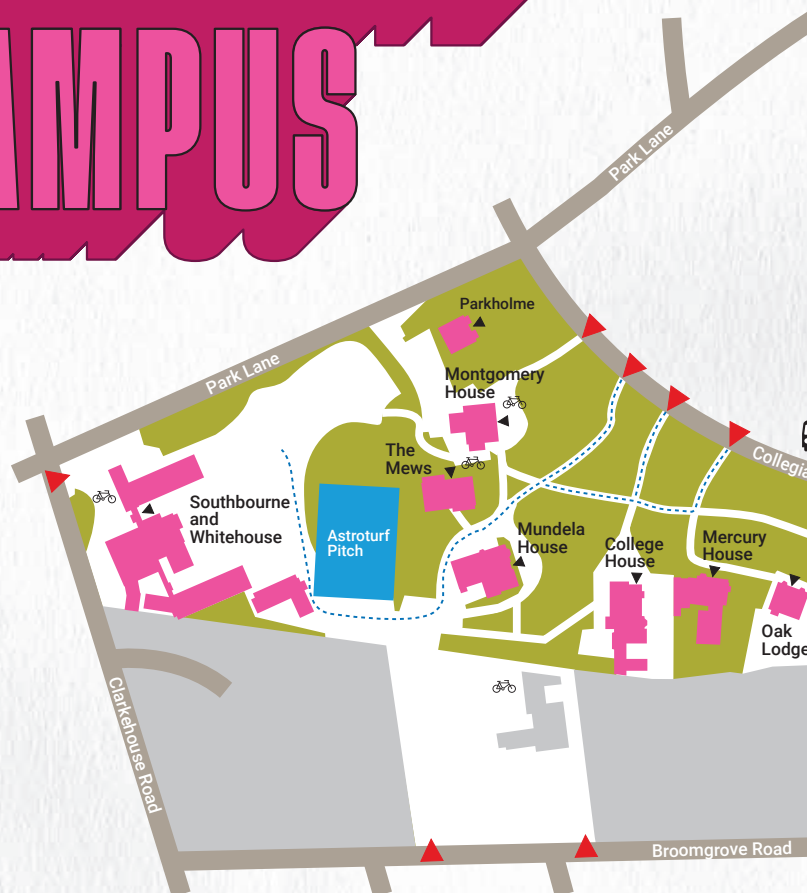 AMPUS
Park Lane
Parkholme
Park Lane
Montgomery
House
The
Mews
Collegia
Southbourne
and
Whitehouse
Astroturf
Pitch
Mundela
House
College
House
Mercury
House
Oak
Lodge
Clarkehouse Road
Broomgrove Road